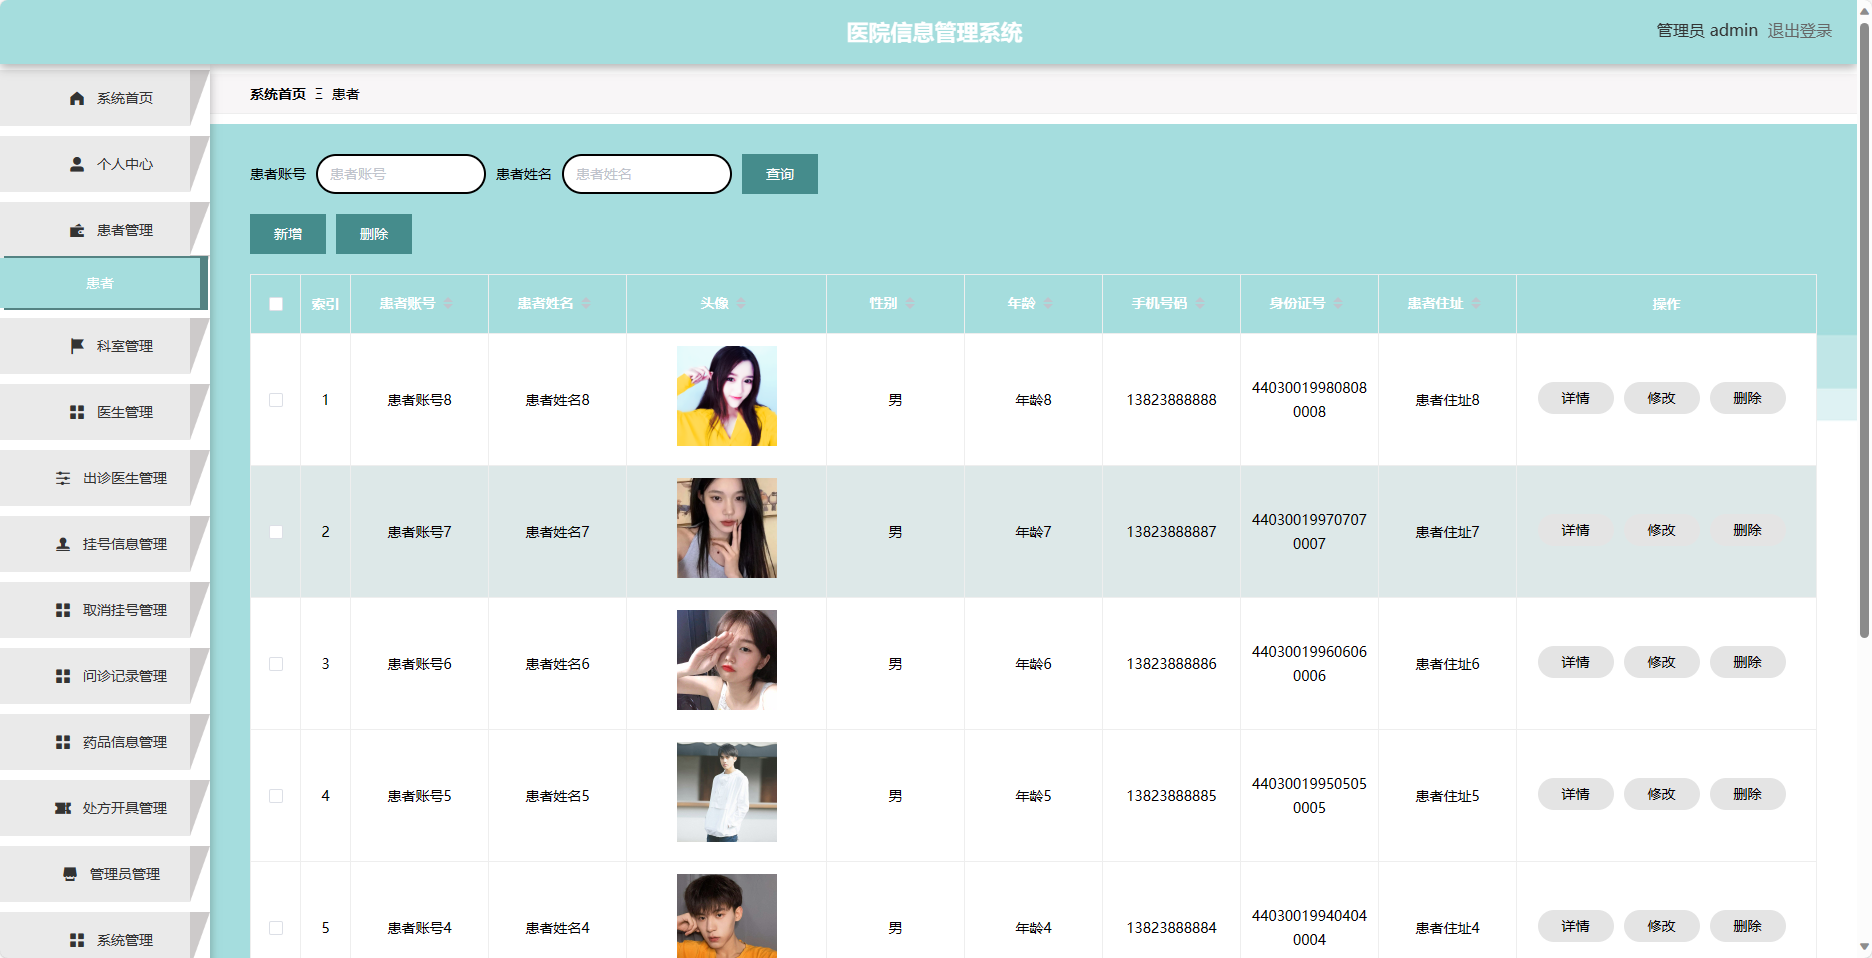 医院信息管理系统
管理员 admin 退出登录
系统首页
个人中心
患者管理
患者
科室管理
医生管理
出诊医生管理
挂号信息管理
取消挂号管理
问诊记录管理
药品信息管理
处方开具管理
管理员管理
系统管理
系统首页 Ξ 患者
患者账号 患者账号 患者姓名 患者姓名 查询
新增 删除
索引 患者账号 患者姓名 头像 性别 年龄 手机号码 身份证号 患者住址 操作
1 患者账号8 患者姓名8 男 年龄8 13823888888 44030019980808
0008 患者住址8 详情 修改 删除
2 患者账号7 患者姓名7 男 年龄7 13823888887 44030019970707
0007 患者住址7 详情 修改 删除
3 患者账号6 患者姓名6 男 年龄6 13823888886 44030019960606
0006 患者住址6 详情 修改 删除
4 患者账号5 患者姓名5 男 年龄5 13823888885 44030019950505
0005 患者住址5 详情 修改 删除
5 患者账号4 患者姓名4 男 年龄4 13823888884 44030019940404
0004 患者住址4 详情 修改 删除